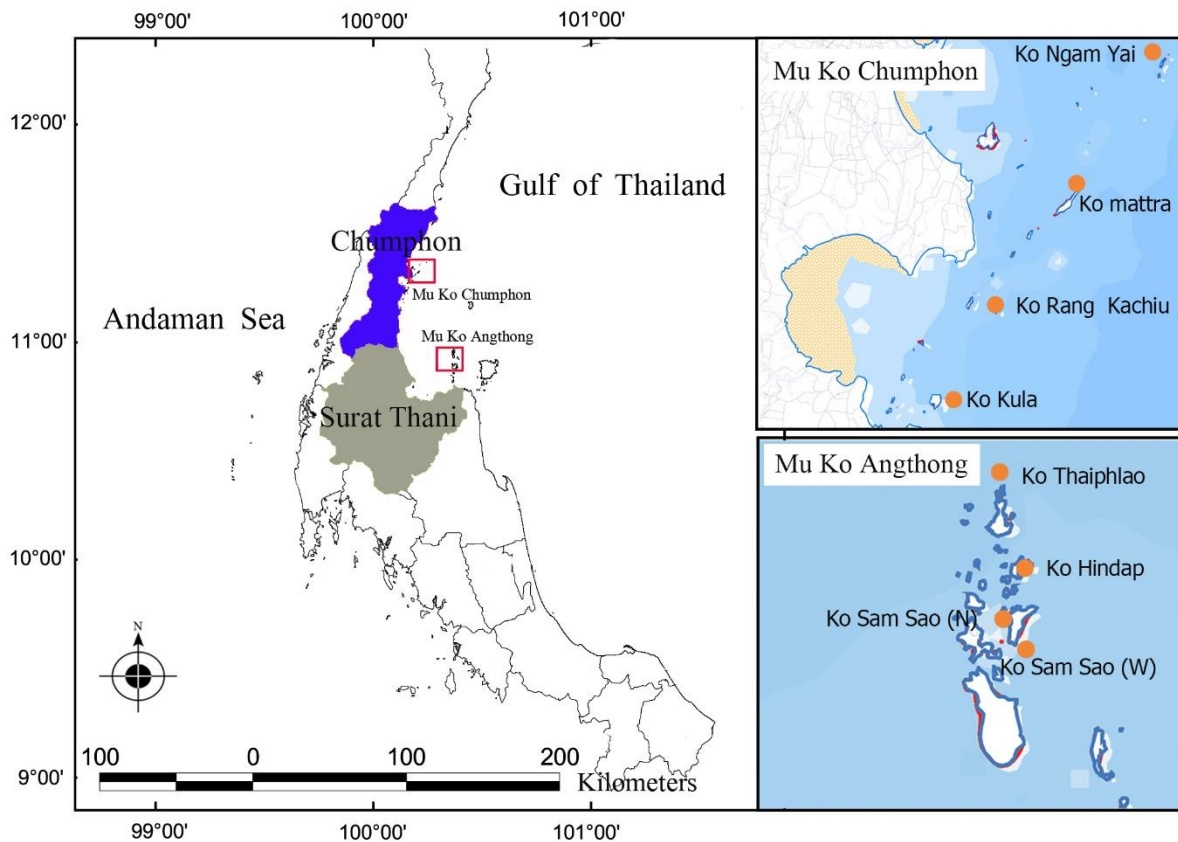 99°00'
100°00'
101°00'
12°00'
11°00'
10°00'
9°00'
Gulf of Thailand
Chumphon
Mu Ko Chumphon
Andaman Sea
Mu Ko Angthong
Surat Thani
N
100
0
100
200
Kilometers
99°00'
100°00'
101°00'
Mu Ko Chumphon
Ko Ngam Yai
Ko mattra
Ko Rang Kachiu
Ko Kula
Mu Ko Angthong
Ko Thaiphlao
Ko Hindap
Ko Sam Sao (N)
Ko Sam Sao (W)